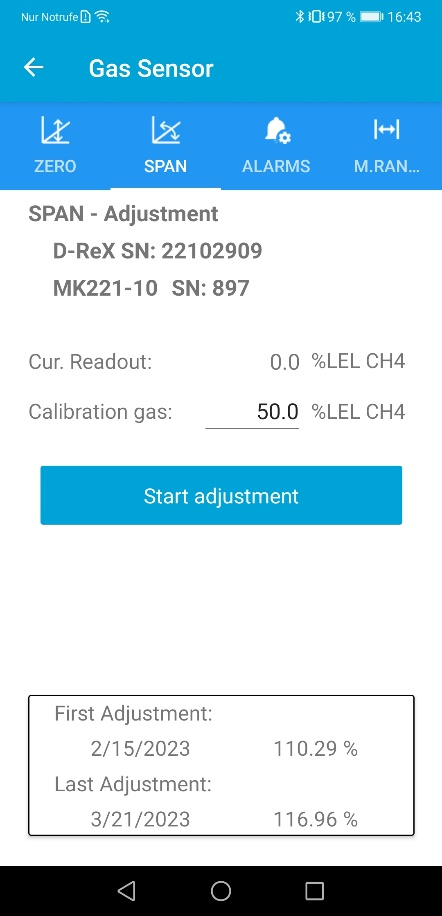 Nur Notrufe 97 % 16:43
Gas Sensor
ZERO SPAN ALARMS M.RAN...
SPAN - Adjustment
D-ReX SN: 22102909
MK221-10 SN: 897
Cur. Readout: 0.0 %LEL CH4
Calibration gas: 50.0 %LEL CH4
Start adjustment
First Adjustment:
2/15/2023 110.29 %
Last Adjustment:
3/21/2023 116.96 %